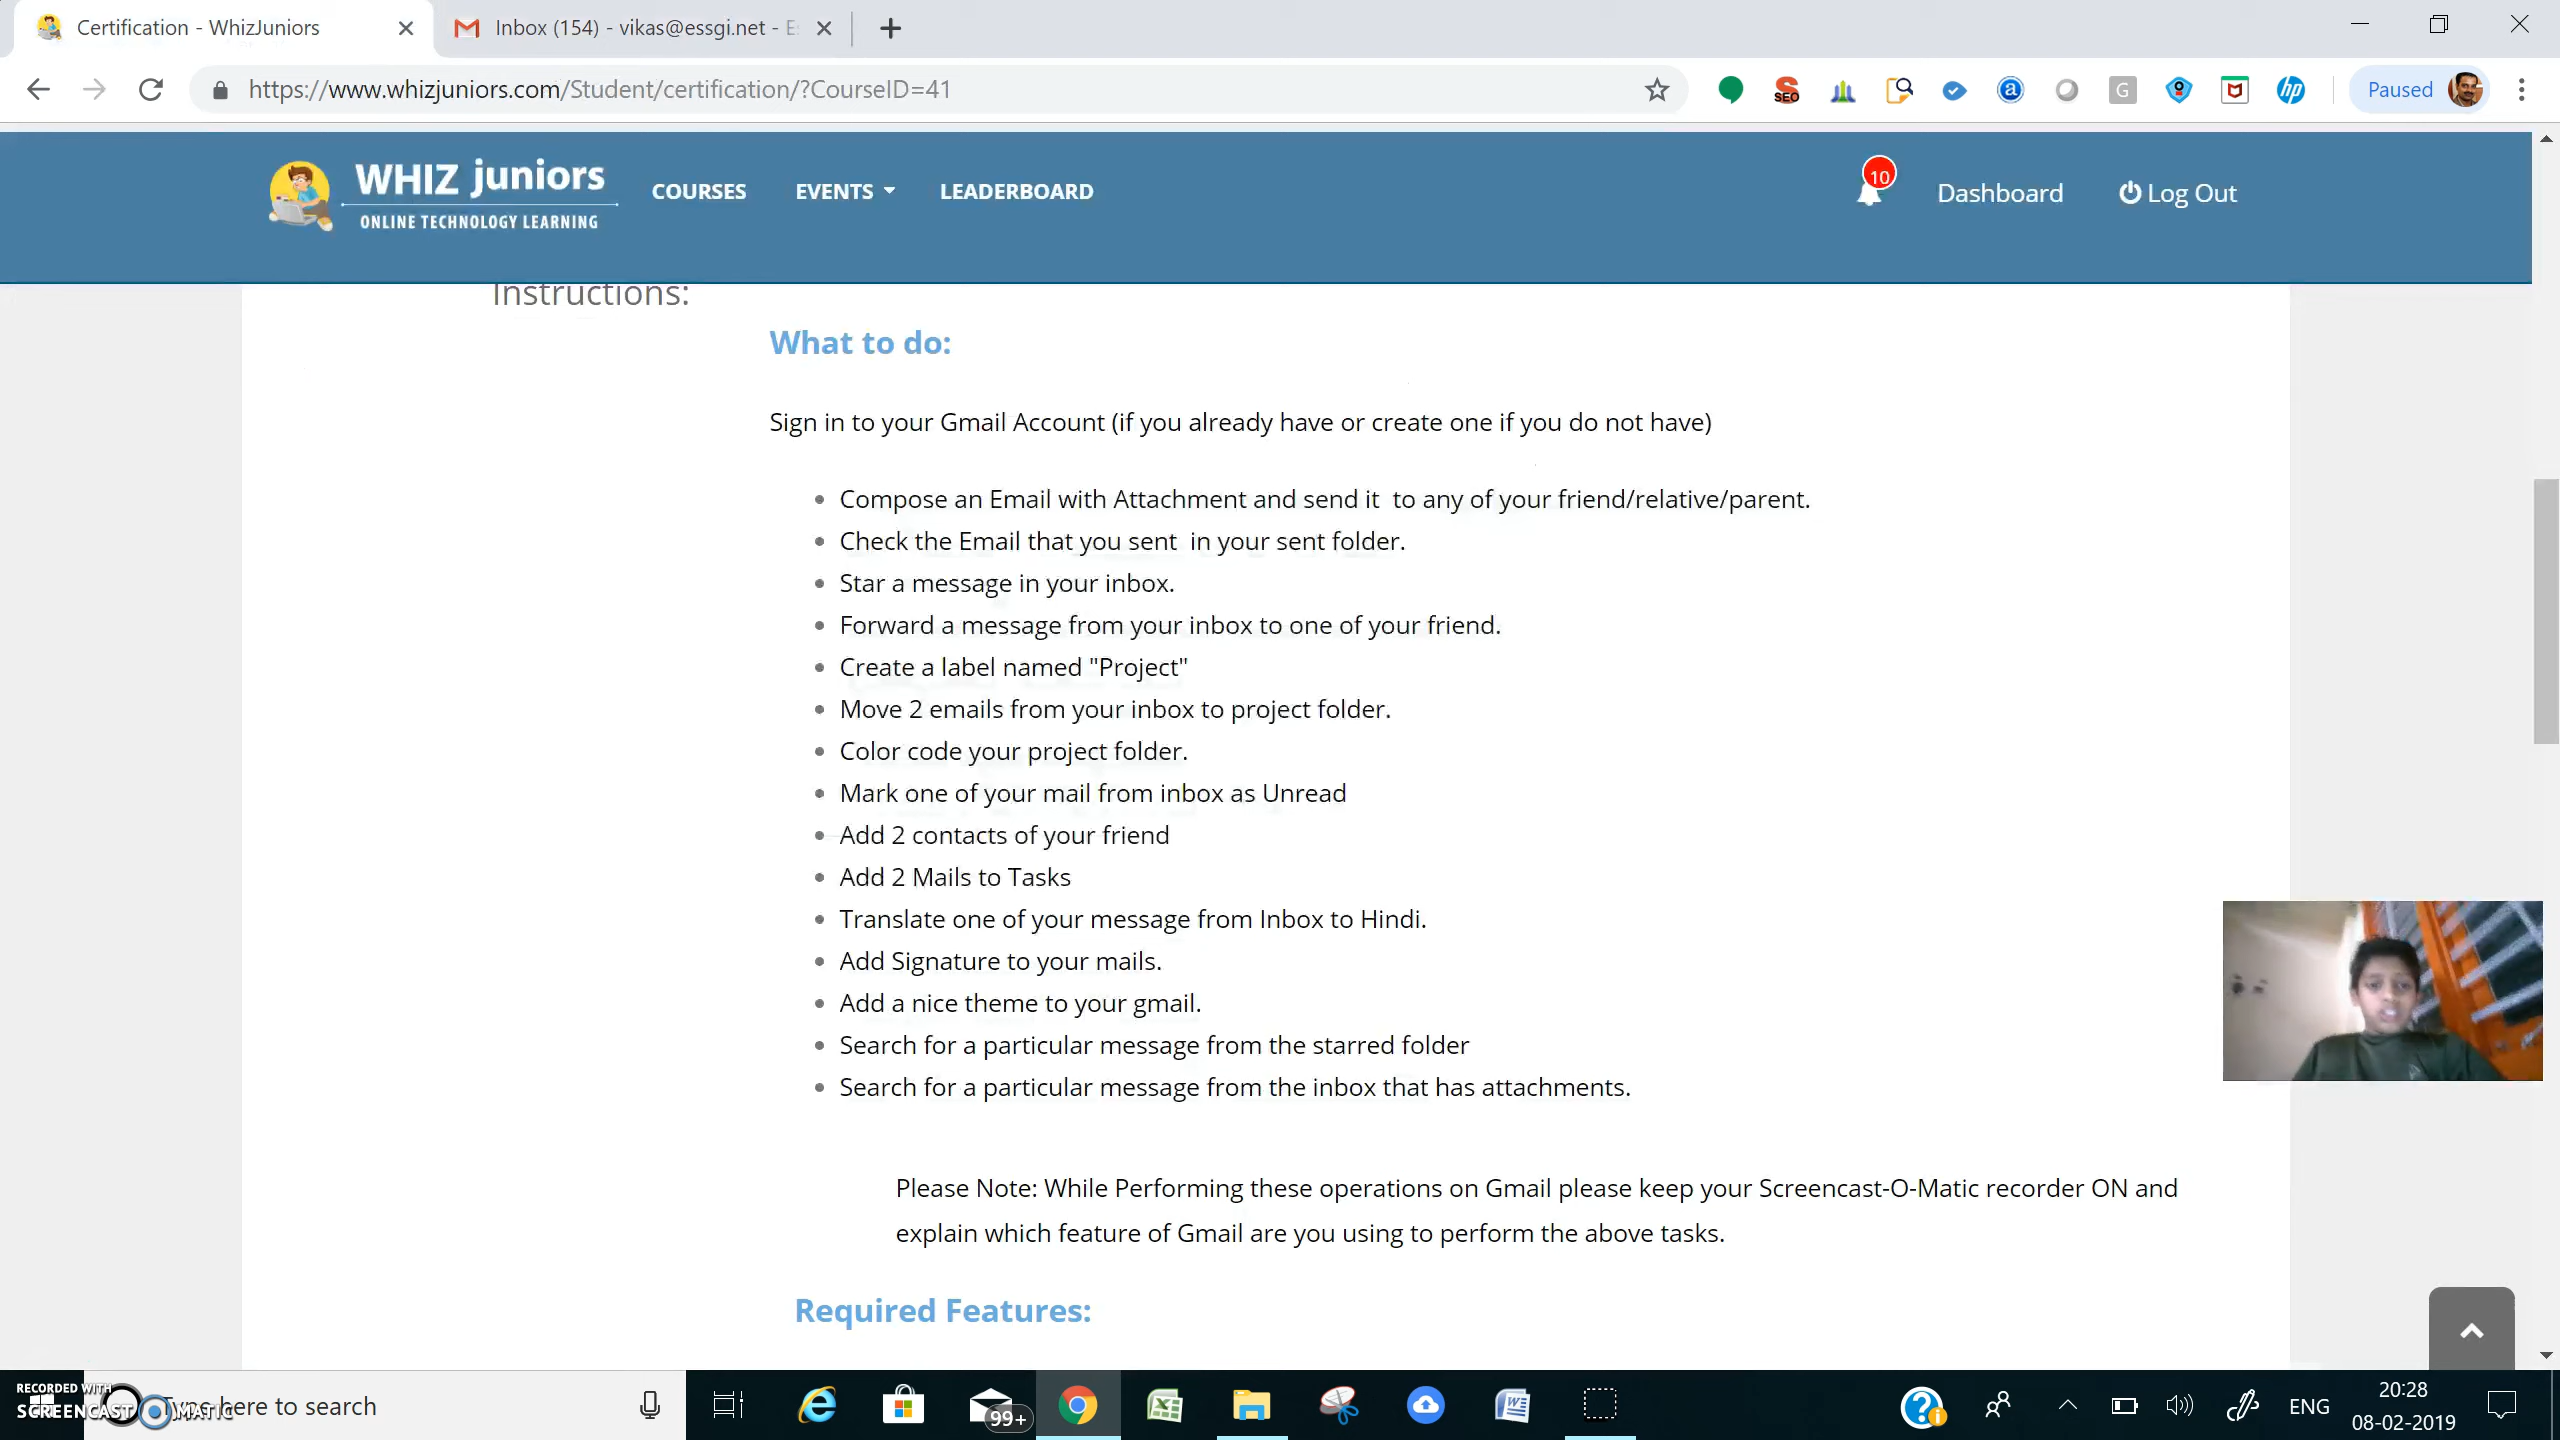 Certification - WhizJuniors
Inbox (154) - vikas@essgi.net - Es
https://www.whizjuniors.com/Student/certification/?CourseID=41
SEO
a
G
hp
Paused
WHIZ juniors
ONLINE TECHNOLOGY LEARNING
COURSES
EVENTS
LEADERBOARD
10
Dashboard
Log Out
Instructions:
What to do:
Sign in to your Gmail Account (if you already have or create one if you do not have)
Compose an Email with Attachment and send it to any of your friend/relative/parent.
Check the Email that you sent in your sent folder.
Star a message in your inbox.
Forward a message from your inbox to one of your friend.
Create a label named "Project"
Move 2 emails from your inbox to project folder.
Color code your project folder.
Mark one of your mail from inbox as Unread
Add 2 contacts of your friend
Add 2 Mails to Tasks
Translate one of your message from Inbox to Hindi.
Add Signature to your mails.
Add a nice theme to your gmail.
Search for a particular message from the starred folder
Search for a particular message from the inbox that has attachments.
Please Note: While Performing these operations on Gmail please keep your Screencast-O-Matic recorder ON and
explain which feature of Gmail are you using to perform the above tasks.
Required Features:
RECORDED WITH
SCREENCAST MATIC
Type here to search
99+
ENG
20:28
08-02-2019